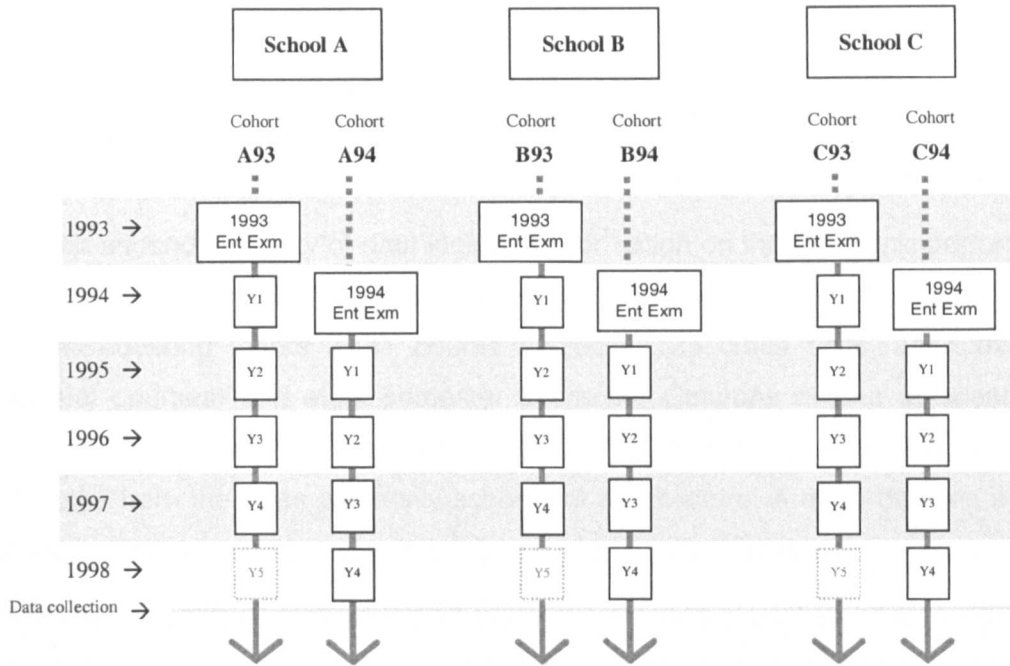 School A School B School C
Cohort Cohort Cohort Cohort Cohort Cohort
A93 A94 B93 B94 C93 C94
1993 → 1993 1993 1993
Ent Exm Ent Exm Ent Exm
1994 → Y1 1994 Y1 1994 Y1 1994
Ent Exm Ent Exm Ent Exm
1995 → Y2 Y1 Y2 Y1 Y2 Y1
1996 → Y3 Y2 Y3 Y2 Y3 Y2
1997 → Y4 Y3 Y4 Y3 Y4 Y3
1998 → Y5 Y4 Y5 Y4 Y5 Y4
Data collection →